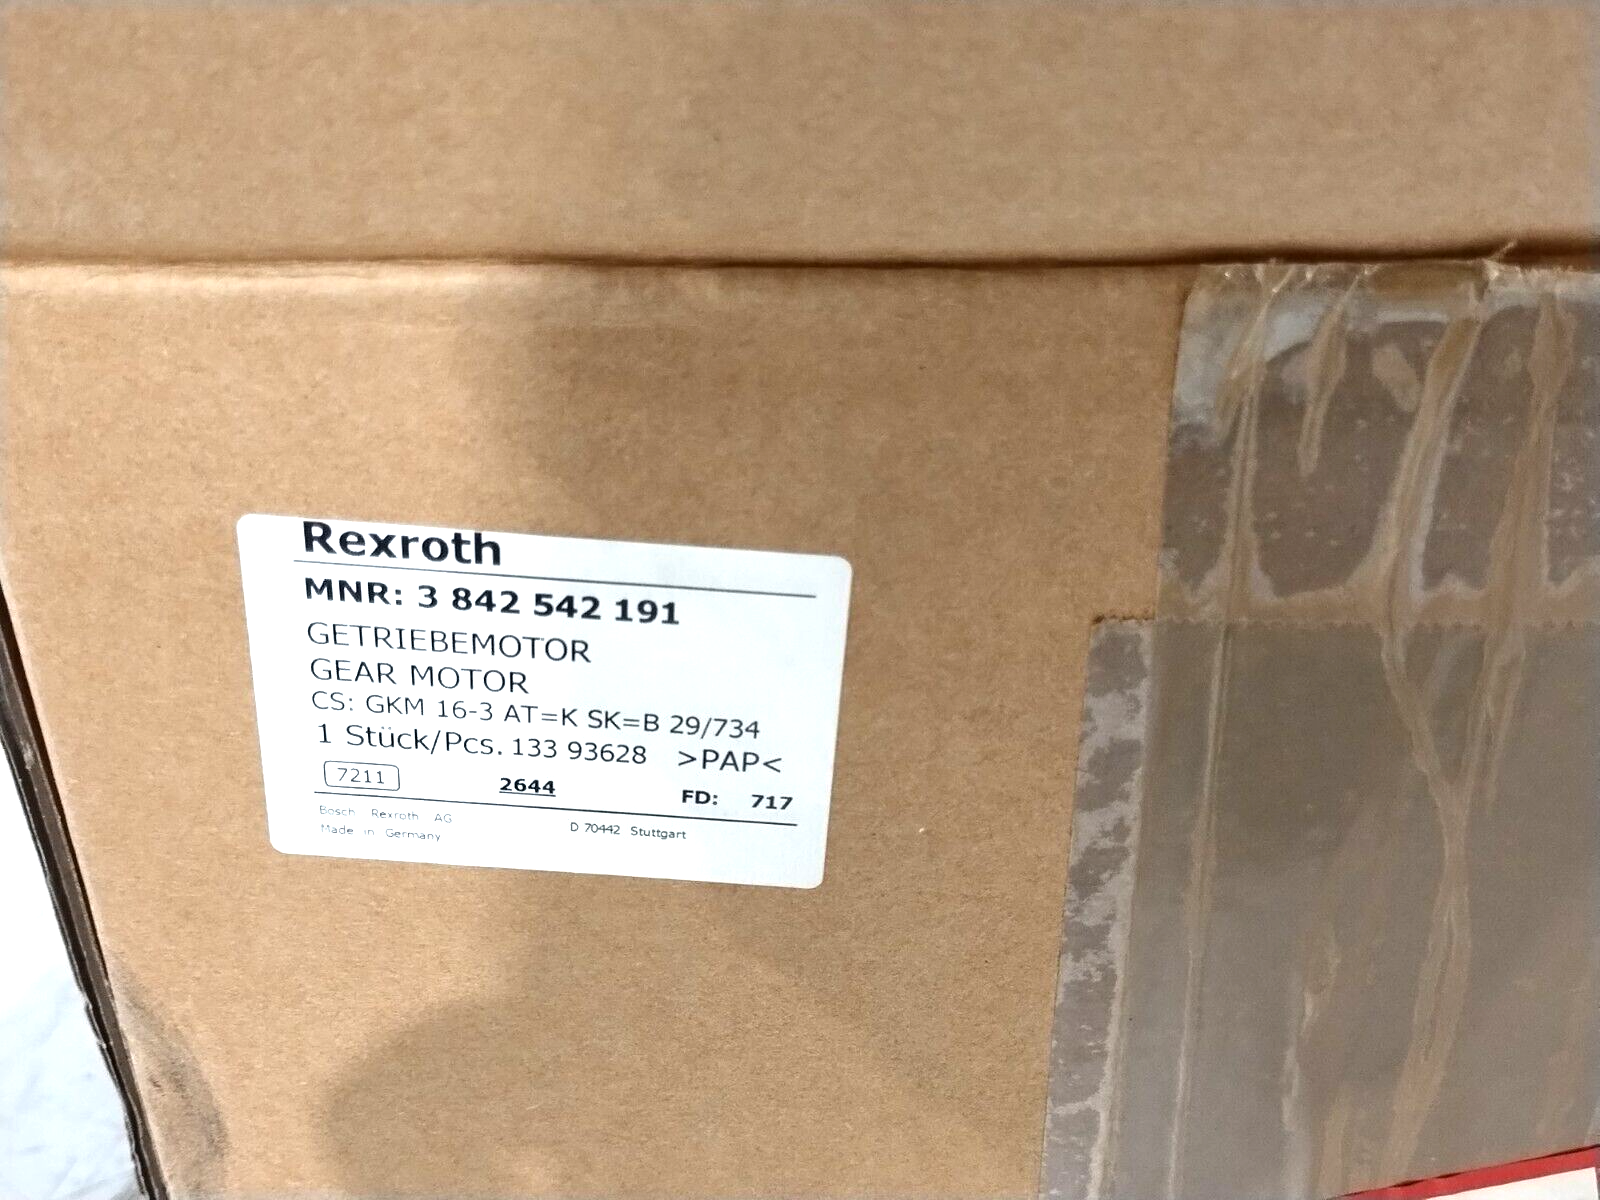 Rexroth
MNR: 3 842 542 191
GETRIEBEMOTOR
GEAR MOTOR
CS: GKM 16-3 AT=K SK=B 29/734
1 Stück/Pcs. 133 93628 >PAP<
7211 2644 FD: 717
Bosch Rexroth AG D 70442 Stuttgart
Made in Germany